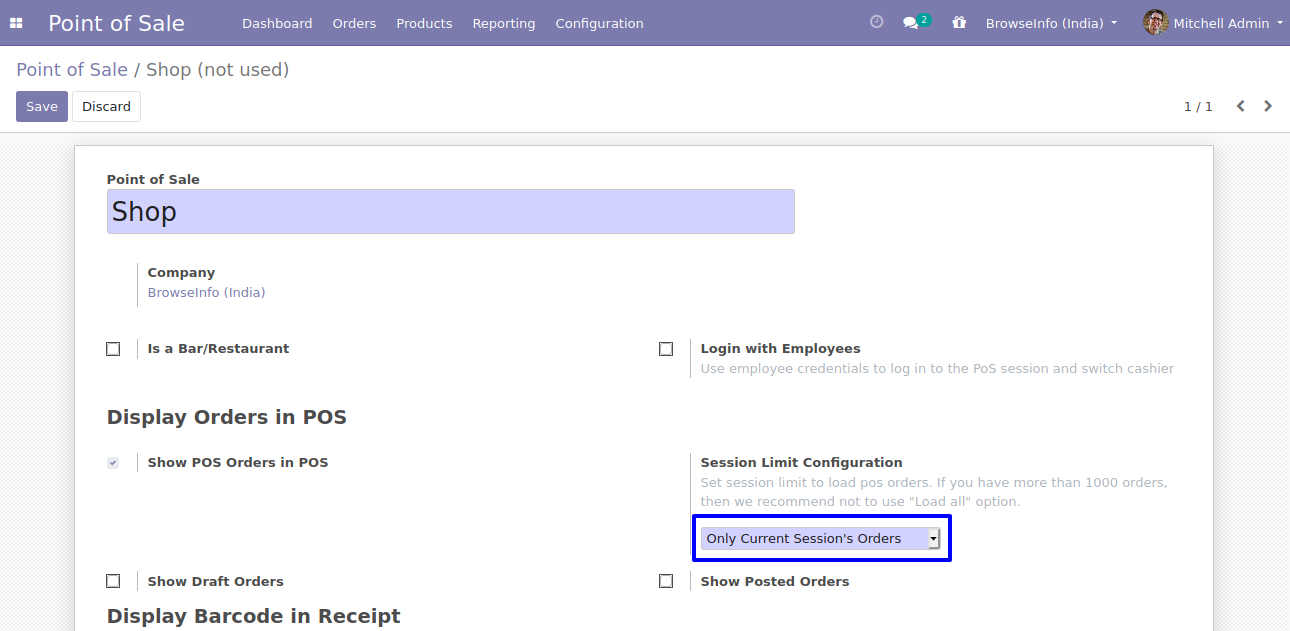 Point of Sale Dashboard Orders Products Reporting Configuration 2 BrowseInfo (India) Mitchell Admin
Point of Sale / Shop (not used)
Save Discard 1 / 1
Point of Sale
Shop
Company
BrowseInfo (India)
Is a Bar/Restaurant Login with Employees
Use employee credentials to log in to the PoS session and switch cashier
Display Orders in POS
Show POS Orders in POS Session Limit Configuration
Set session limit to load pos orders. If you have more than 1000 orders,
then we recommend not to use "Load all" option.
Only Current Session's Orders
Show Draft Orders Show Posted Orders
Display Barcode in Receipt